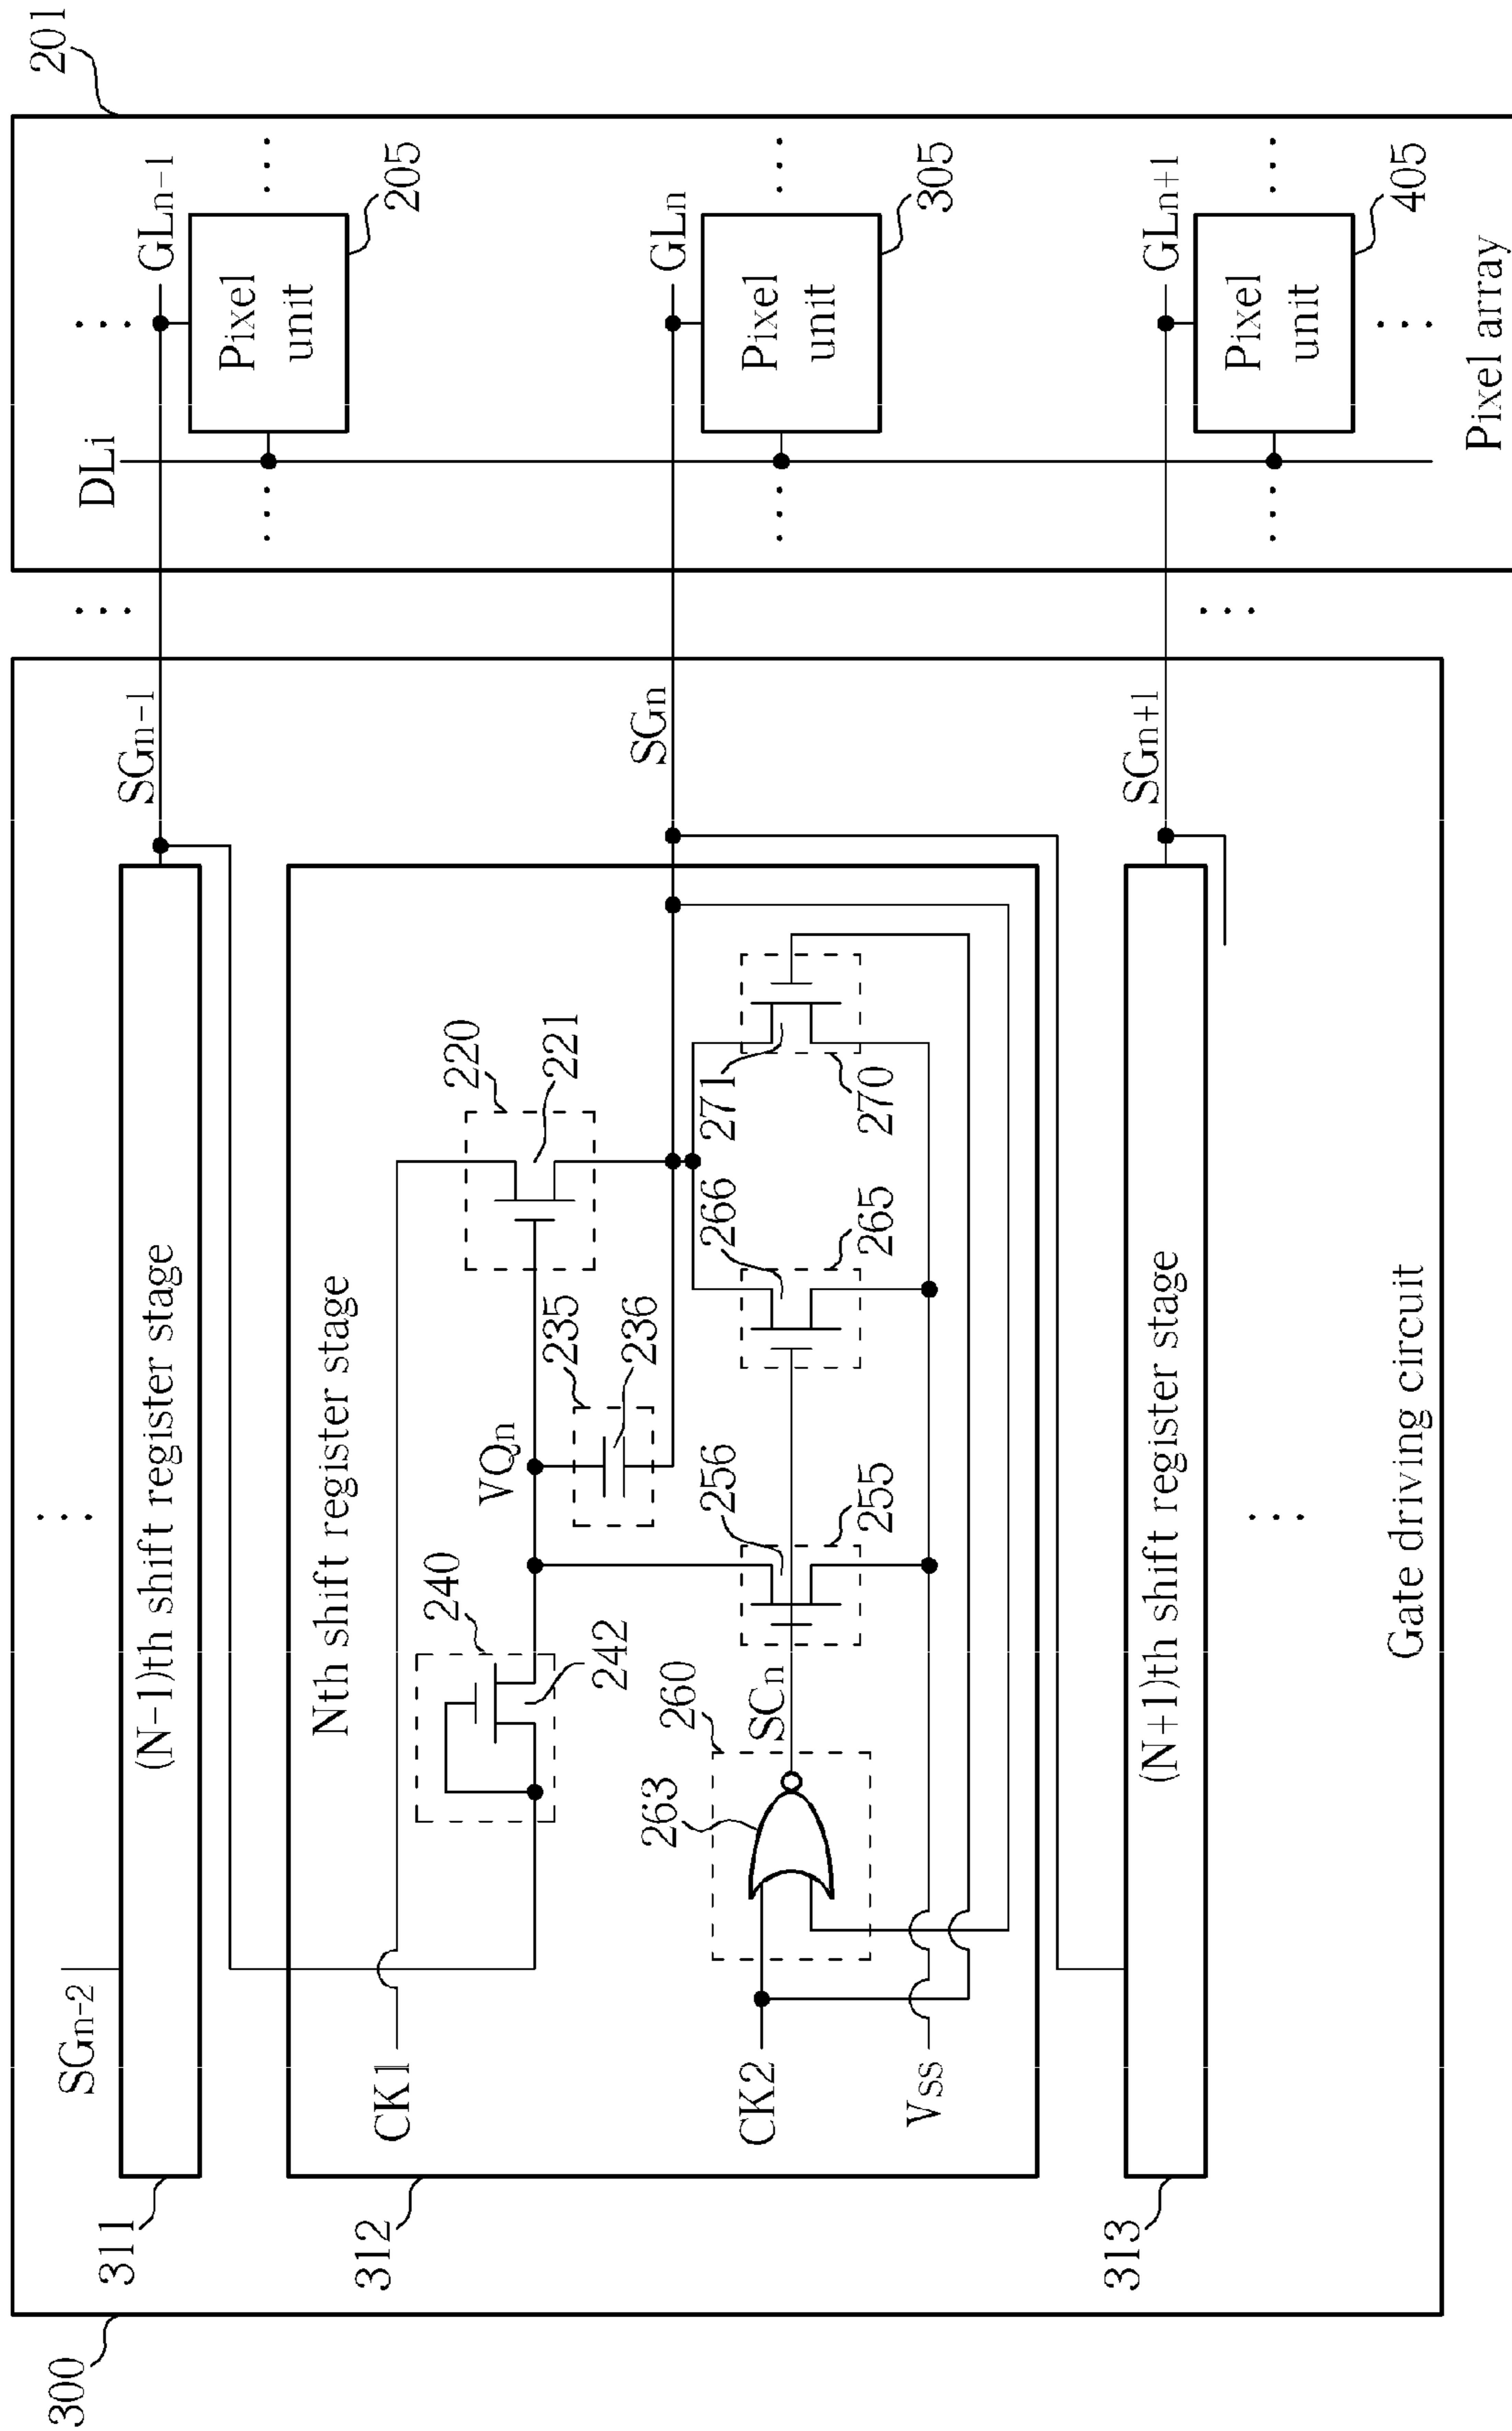 300
201
SGn-2
311
(N-1)th shift register stage
SGn-1
DLi
GLn-1
Pixel
unit
205
312
Nth shift register stage
CK1
240
242
VQn
235
236
220
221
SGn
GLn
Pixel
unit
305
CK2
Vss
263
260
SCn
256
255
266
265
271
270
313
(N+1)th shift register stage
SGn+1
GLn+1
Pixel
unit
405
Gate driving circuit
Pixel array